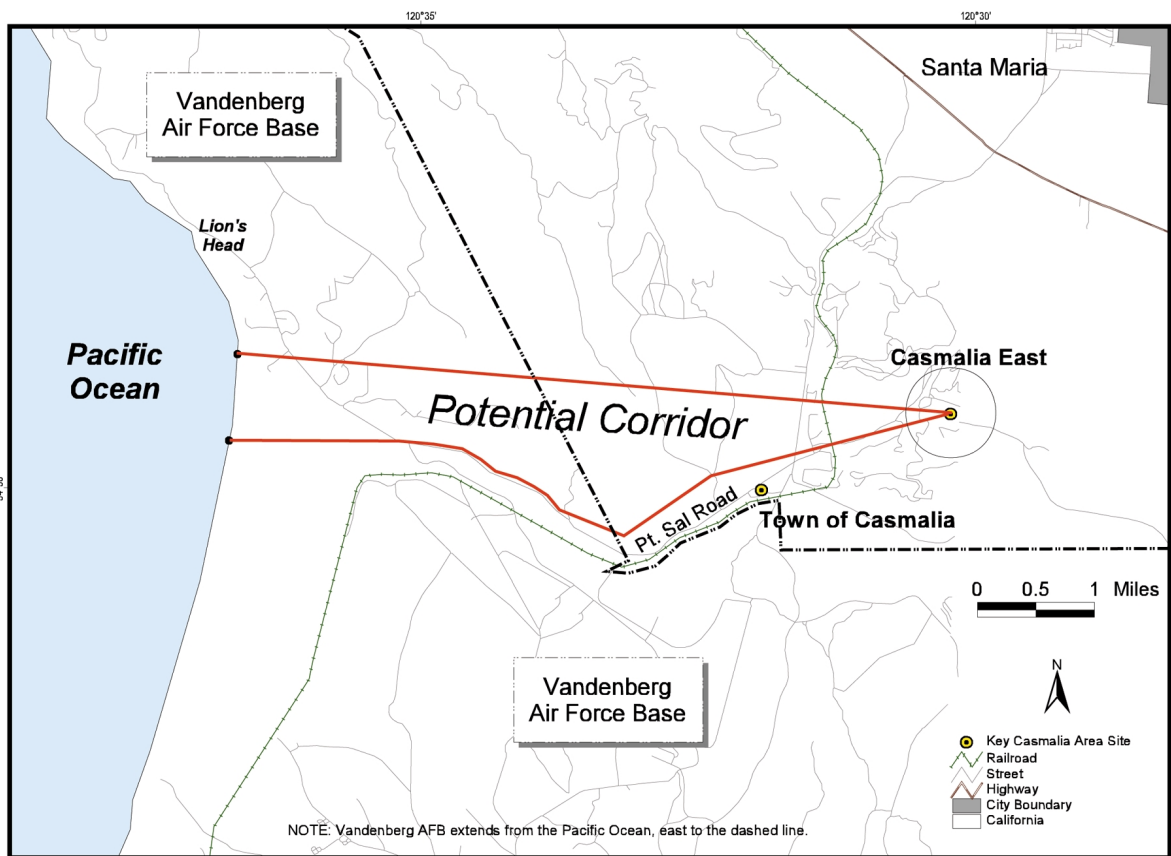 120°35'
120°30'
Santa Maria
Vandenberg
Air Force Base
Lion's
Head
Pacific
Ocean
Casmalia East
Potential Corridor
Pt. Sal Road
Town of Casmalia
0 0.5 1 Miles
N
Vandenberg
Air Force Base
Key Casmalia Area Site
Railroad
Street
Highway
City Boundary
California
NOTE: Vandenberg AFB extends from the Pacific Ocean, east to the dashed line.